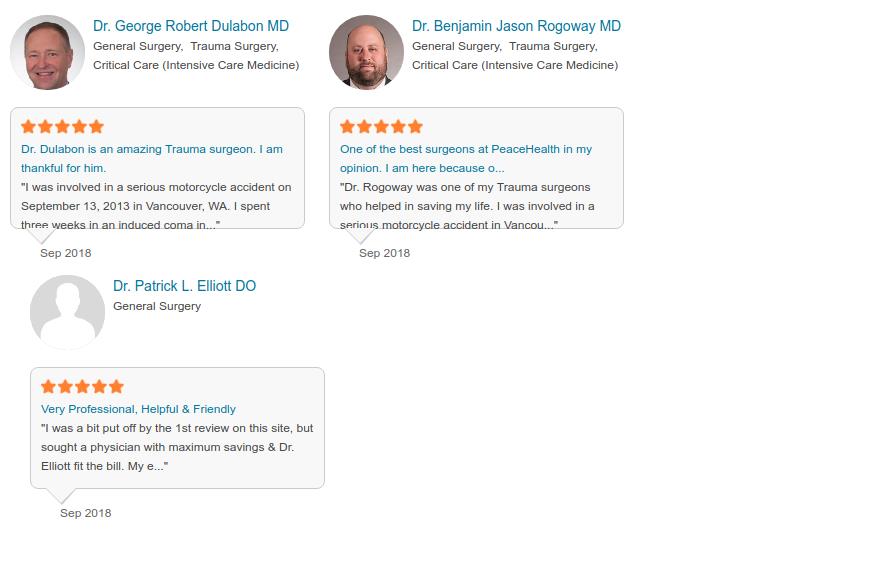 Dr. George Robert Dulabon MD
General Surgery,  Trauma Surgery,
Critical Care (Intensive Care Medicine)
Dr. Dulabon is an amazing Trauma surgeon. I am
thankful for him.
"I was involved in a serious motorcycle accident on
September 13, 2013 in Vancouver, WA. I spent
three weeks in an induced coma in..."
Sep 2018
Dr. Benjamin Jason Rogoway MD
General Surgery,  Trauma Surgery,
Critical Care (Intensive Care Medicine)
One of the best surgeons at PeaceHealth in my
opinion. I am here because o...
"Dr. Rogoway was one of my Trauma surgeons
who helped in saving my life. I was involved in a
serious motorcycle accident in Vancou..."
Sep 2018
Dr. Patrick L. Elliott DO
General Surgery
Very Professional, Helpful & Friendly
"I was a bit put off by the 1st review on this site, but
sought a physician with maximum savings & Dr.
Elliott fit the bill. My e..."
Sep 2018